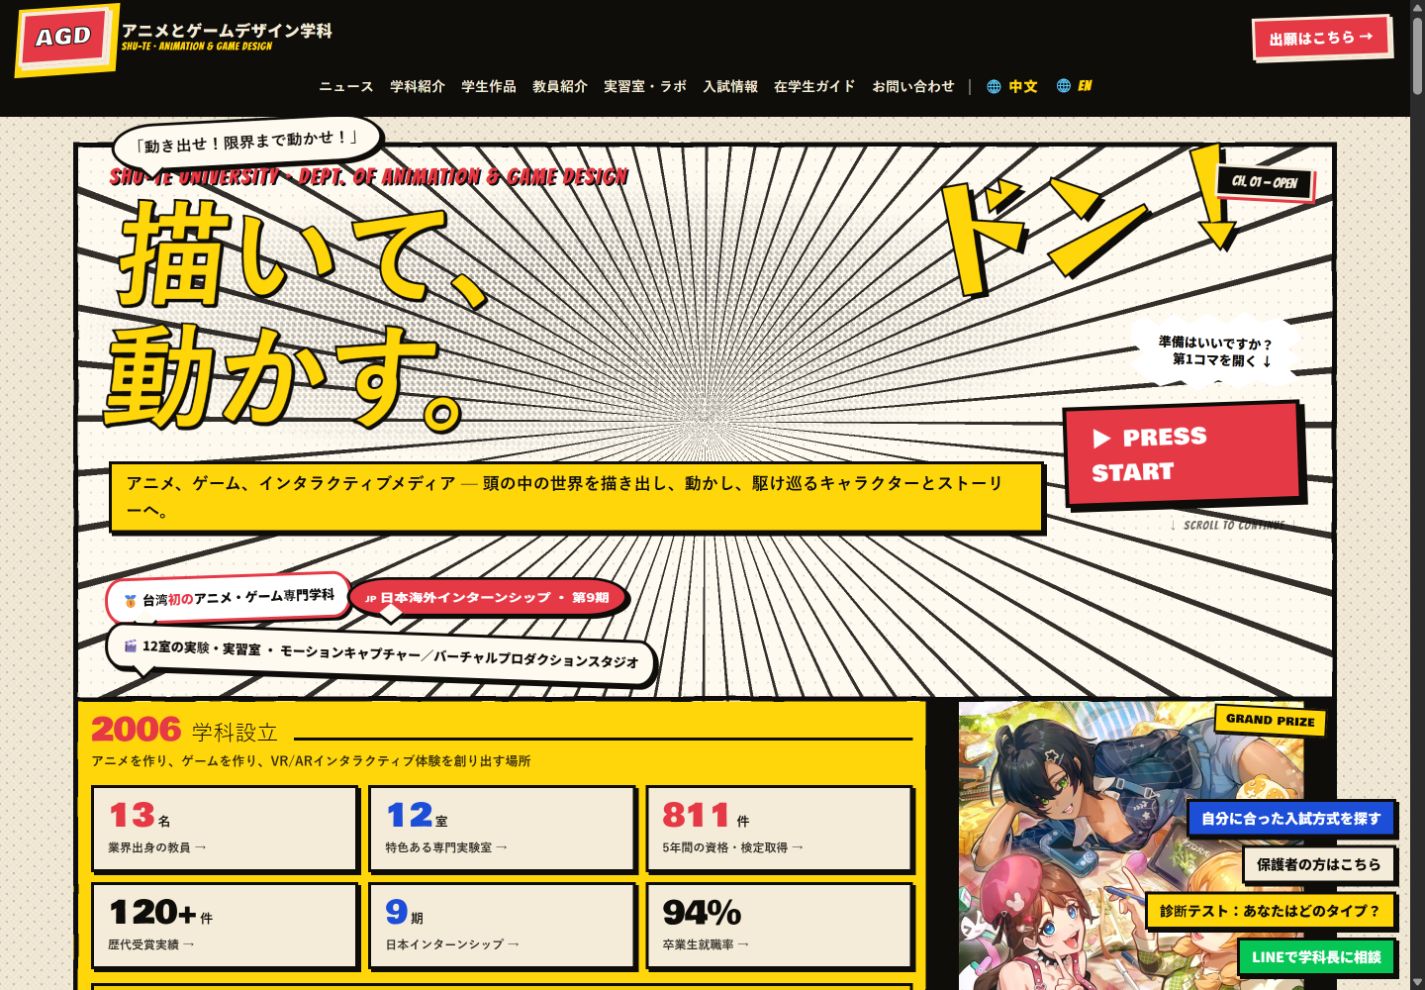 AGD
アニメとゲームデザイン学科
SHU-TE · ANIMATION & GAME DESIGN
出願はこちら →
ニュース 学科紹介 学生作品 教員紹介 実習室・ラボ 入試情報 在学生ガイド お問い合わせ | 中文 EN
「動き出せ！限界まで動かせ！」
SHU-TE UNIVERSITY · DEPT. OF ANIMATION & GAME DESIGN
ドン！
CH. 01 — OPEN
描いて、
動かす。
準備はいいですか？
第1コマを開く ↓
▶ PRESS
START
アニメ、ゲーム、インタラクティブメディア — 頭の中の世界を描き出し、動かし、駆け巡るキャラクターとストーリ
ーへ。
↓ SCROLL TO CONTINUE ↓
台湾初のアニメ・ゲーム専門学科
JP 日本海外インターンシップ · 第9期
12室の実験・実習室 · モーションキャプチャー／バーチャルプロダクションスタジオ
2006 学科設立
アニメを作り、ゲームを作り、VR/ARインタラクティブ体験を創り出す場所
GRAND PRIZE
13 名
業界出身の教員 →
12 室
特色ある専門実験室 →
811 件
5年間の資格・検定取得 →
120+ 件
歴代受賞実績 →
9 期
日本インターンシップ →
94%
卒業生就職率 →
自分に合った入試方式を探す
保護者の方はこちら
診断テスト：あなたはどのタイプ？
LINEで学科長に相談